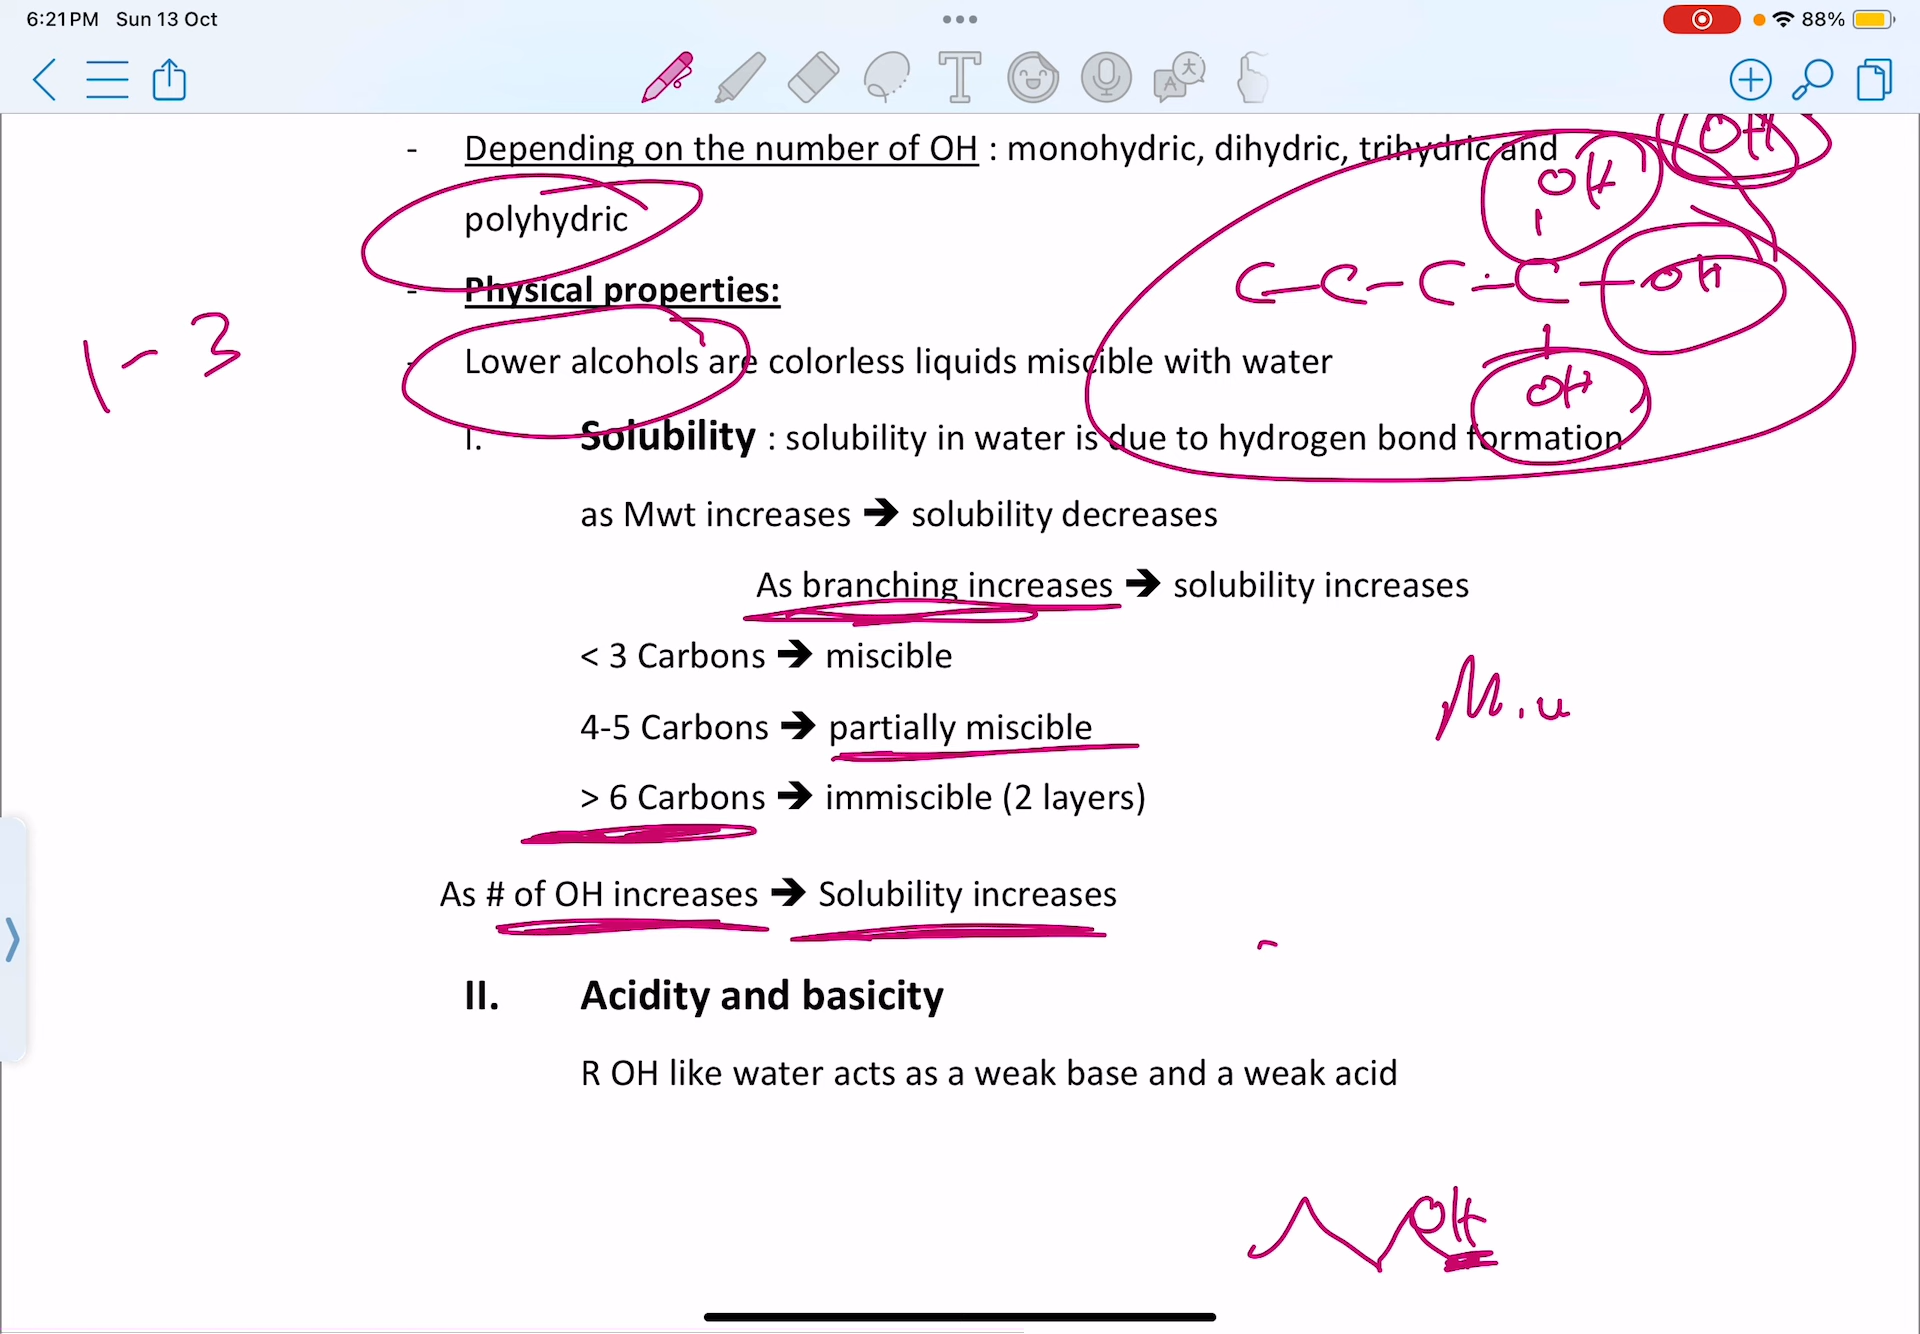 6:21 PM Sun 13 Oct
88%
- Depending on the number of OH : monohydric, dihydric, trihydric and
OH
OH
polyhydric
C-C-C-C-OH
- Physical properties:
1-3
- Lower alcohols are colorless liquids miscible with water
OH
I. Solubility : solubility in water is due to hydrogen bond formation
as Mwt increases ➔ solubility decreases
As branching increases ➔ solubility increases
< 3 Carbons ➔ miscible
M.w
4-5 Carbons ➔ partially miscible
> 6 Carbons ➔ immiscible (2 layers)
As # of OH increases ➔ Solubility increases
II. Acidity and basicity
R OH like water acts as a weak base and a weak acid
OH